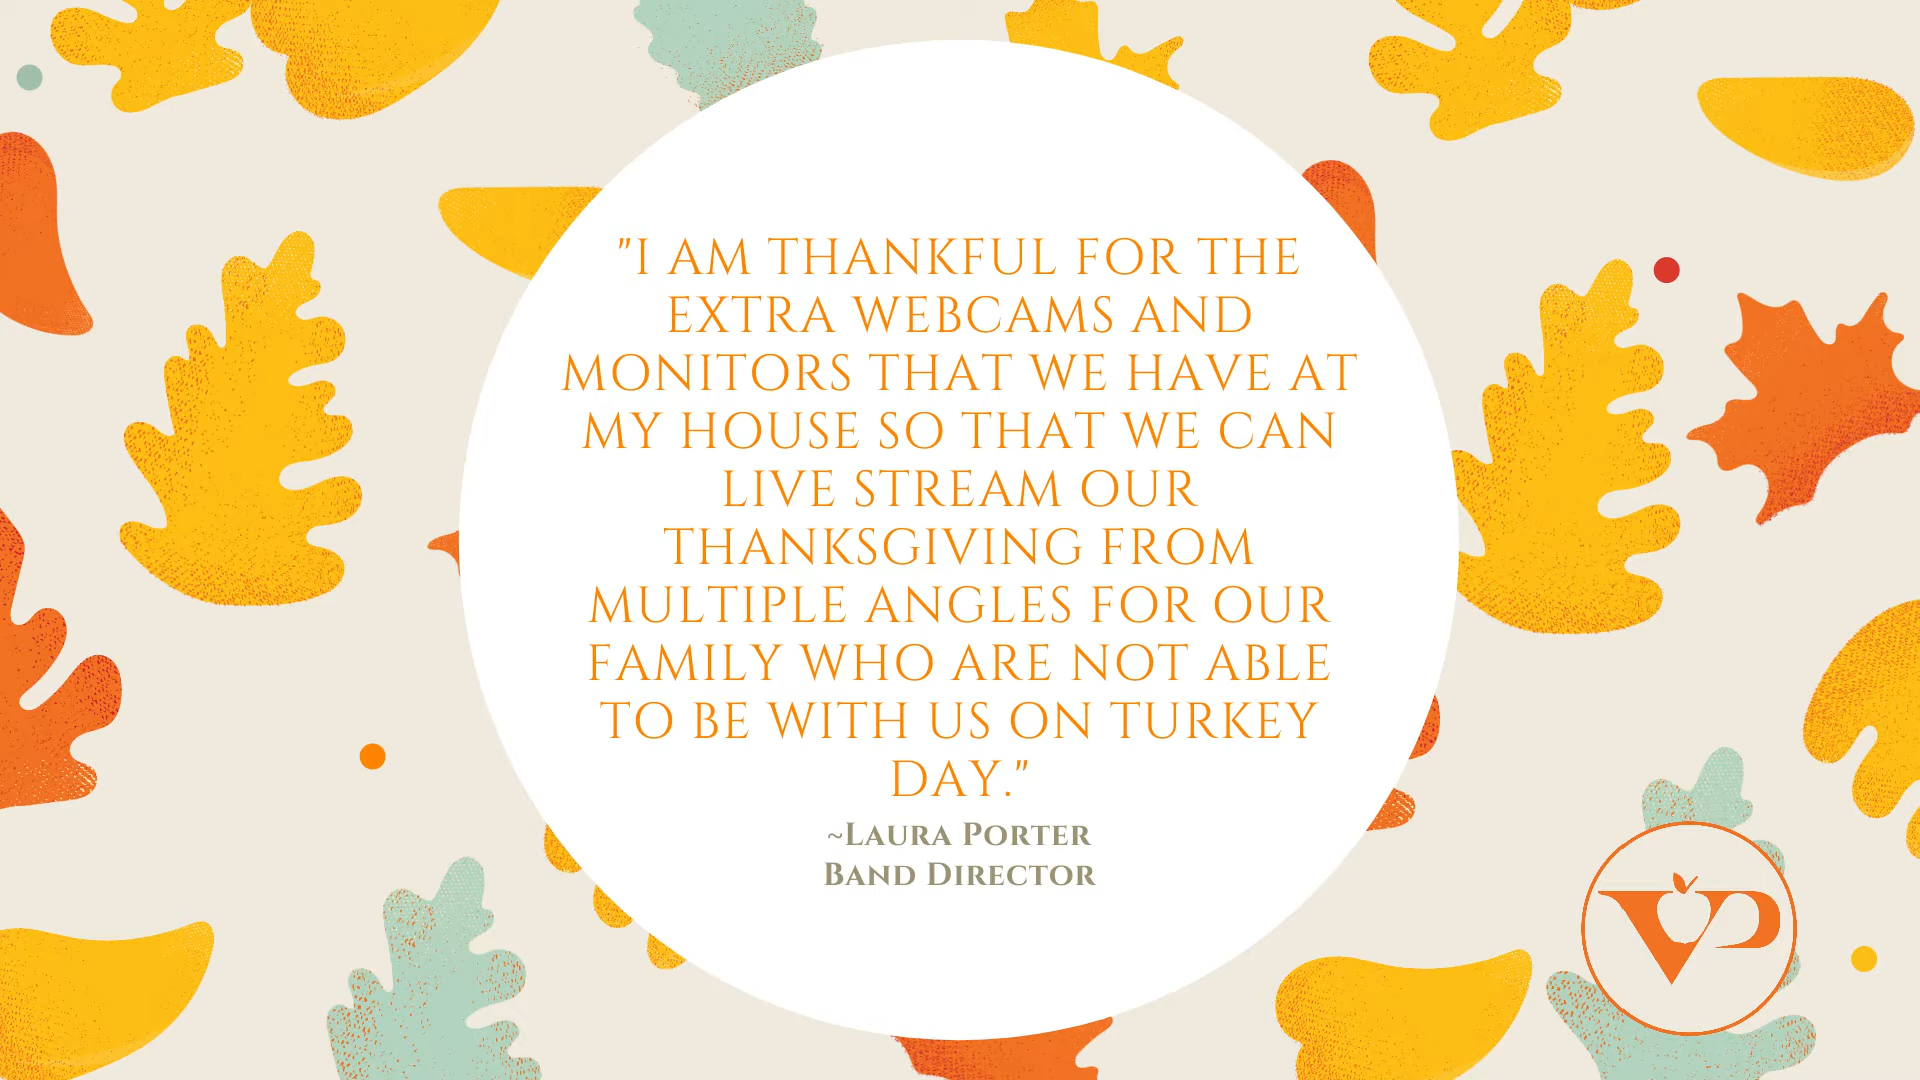 "I AM THANKFUL FOR THE
EXTRA WEBCAMS AND
MONITORS THAT WE HAVE AT
MY HOUSE SO THAT WE CAN
LIVE STREAM OUR
THANKSGIVING FROM
MULTIPLE ANGLES FOR OUR
FAMILY WHO ARE NOT ABLE
TO BE WITH US ON TURKEY
DAY."
~Laura Porter
Band Director
VP